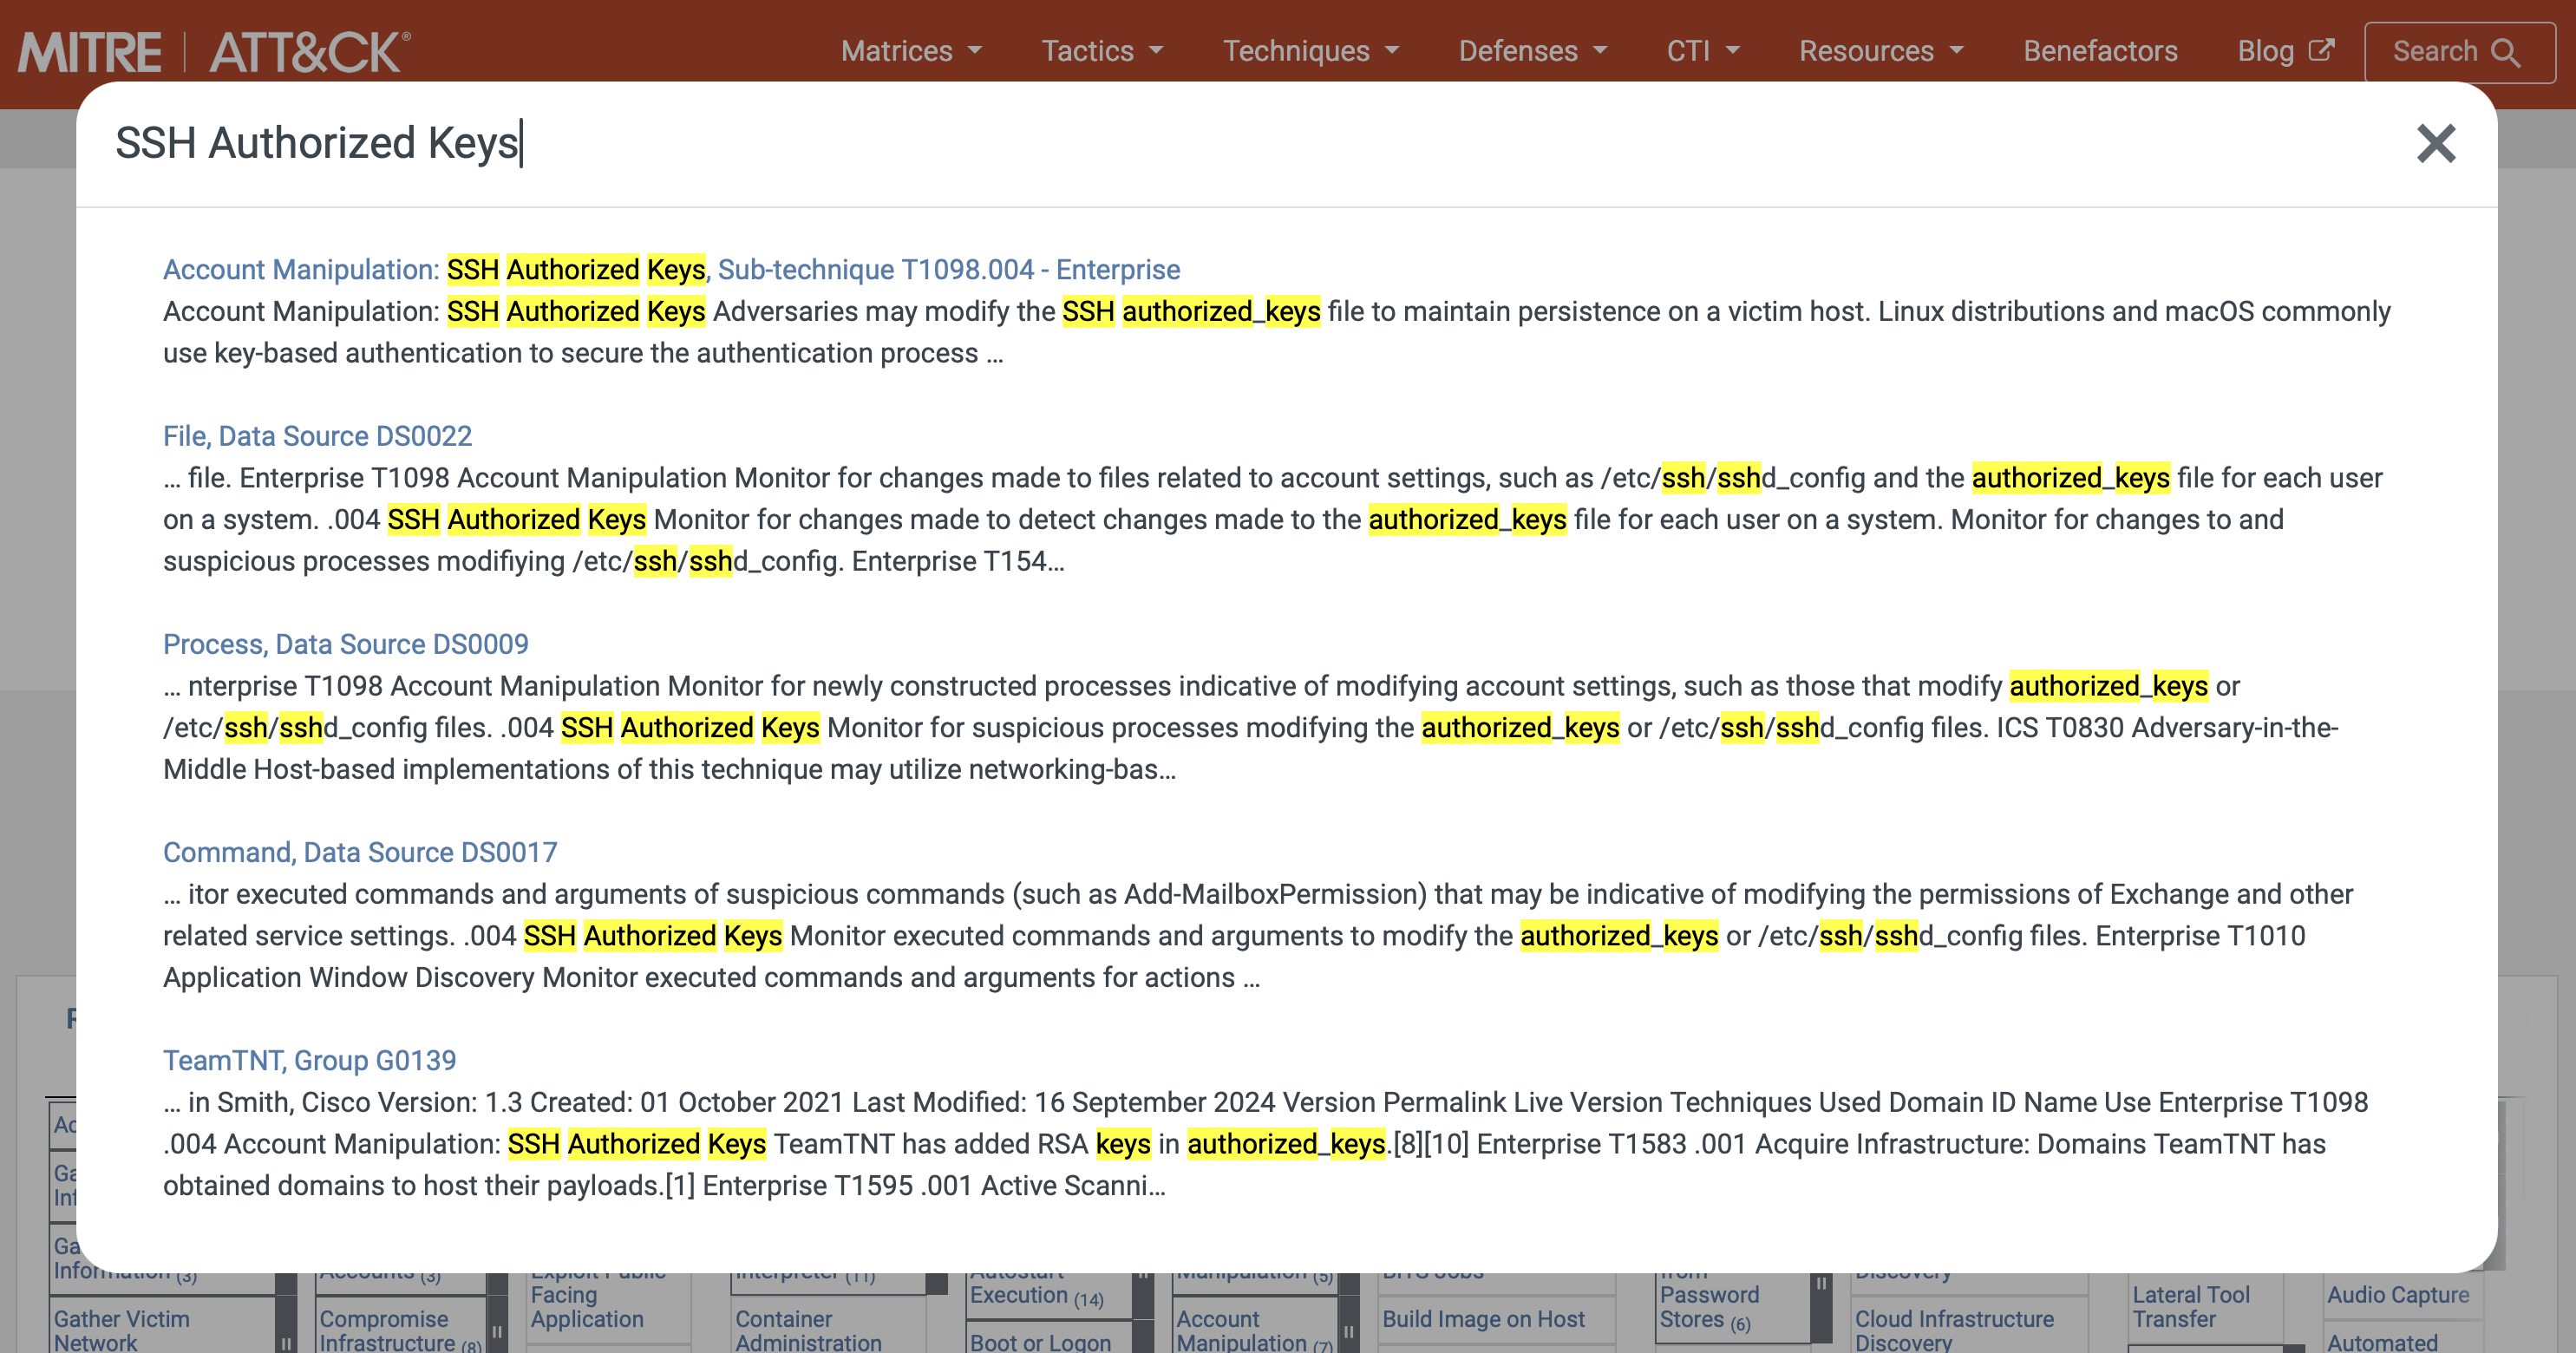 MITRE | ATT&CK®
Matrices
Tactics
Techniques
Defenses
CTI
Resources
Benefactors
Blog
Search
SSH Authorized Keys
Account Manipulation: SSH Authorized Keys, Sub-technique T1098.004 - Enterprise
Account Manipulation: SSH Authorized Keys Adversaries may modify the SSH authorized_keys file to maintain persistence on a victim host. Linux distributions and macOS commonly
use key-based authentication to secure the authentication process ...
File, Data Source DS0022
... file. Enterprise T1098 Account Manipulation Monitor for changes made to files related to account settings, such as /etc/ssh/sshd_config and the authorized_keys file for each user
on a system. .004 SSH Authorized Keys Monitor for changes made to detect changes made to the authorized_keys file for each user on a system. Monitor for changes to and
suspicious processes modifiying /etc/ssh/sshd_config. Enterprise T154...
Process, Data Source DS0009
... nterprise T1098 Account Manipulation Monitor for newly constructed processes indicative of modifying account settings, such as those that modify authorized_keys or
/etc/ssh/sshd_config files. .004 SSH Authorized Keys Monitor for suspicious processes modifying the authorized_keys or /etc/ssh/sshd_config files. ICS T0830 Adversary-in-the-
Middle Host-based implementations of this technique may utilize networking-bas...
Command, Data Source DS0017
... itor executed commands and arguments of suspicious commands (such as Add-MailboxPermission) that may be indicative of modifying the permissions of Exchange and other
related service settings. .004 SSH Authorized Keys Monitor executed commands and arguments to modify the authorized_keys or /etc/ssh/sshd_config files. Enterprise T1010
Application Window Discovery Monitor executed commands and arguments for actions ...
TeamTNT, Group G0139
... in Smith, Cisco Version: 1.3 Created: 01 October 2021 Last Modified: 16 September 2024 Version Permalink Live Version Techniques Used Domain ID Name Use Enterprise T1098
.004 Account Manipulation: SSH Authorized Keys TeamTNT has added RSA keys in authorized_keys.[8][10] Enterprise T1583 .001 Acquire Infrastructure: Domains TeamTNT has
obtained domains to host their payloads.[1] Enterprise T1595 .001 Active Scanni...
Information (3)
Gather Victim
Network
Accounts (3)
Compromise
Infrastructure (8)
Exploit Public
Facing
Application
Interpreter (11)
Container
Administration
Autostart
Execution (14)
Boot or Logon
Manipulation (5)
Account
Manipulation (7)
BITS Jobs
Build Image on Host
from
Password
Stores (6)
Discovery
Cloud Infrastructure
Discovery
Lateral Tool
Transfer
Audio Capture
Automated